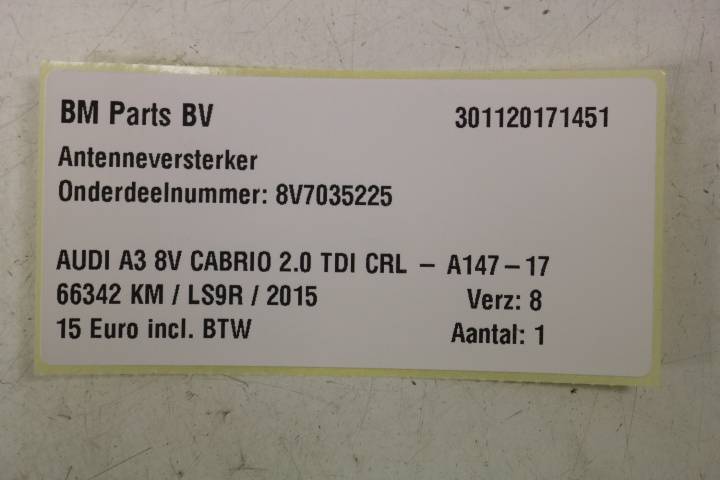 BM Parts BV 301120171451
Antenneversterker
Onderdeelnummer: 8V7035225
AUDI A3 8V CABRIO 2.0 TDI CRL – A147 – 17
66342 KM / LS9R / 2015 Verz: 8
15 Euro incl. BTW Aantal: 1